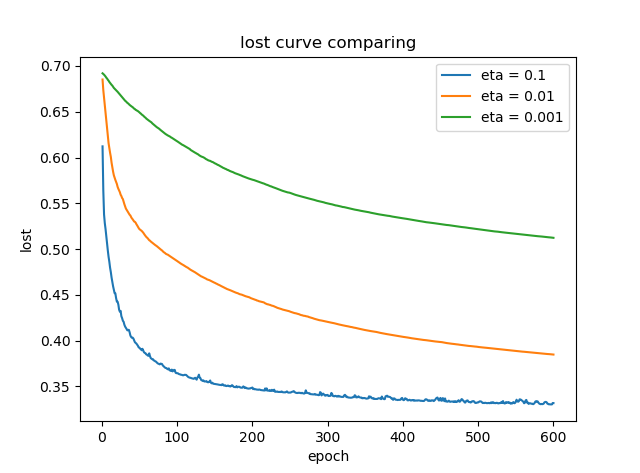 lost curve comparing
eta = 0.1
eta = 0.01
eta = 0.001
0.70
0.65
0.60
0.55
0.50
0.45
0.40
0.35
lost
0
100
200
300
400
500
600
epoch